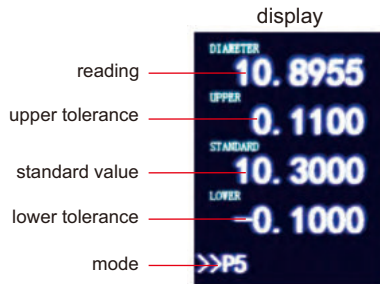 display
DIAMETER
reading 10.8955
UPPER
upper tolerance 0.1100
STANDARD
standard value 10.3000
LOWER
lower tolerance -0.1000
mode >>P5